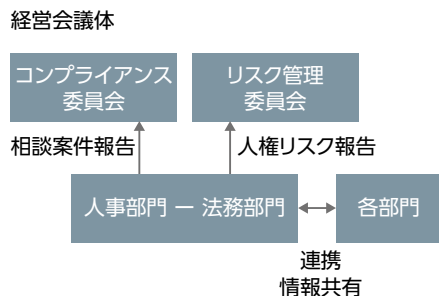 経営会議体
コンプライアンス
委員会
リスク管理
委員会
相談案件報告
人権リスク報告
人事部門 ー 法務部門
各部門
連携
情報共有